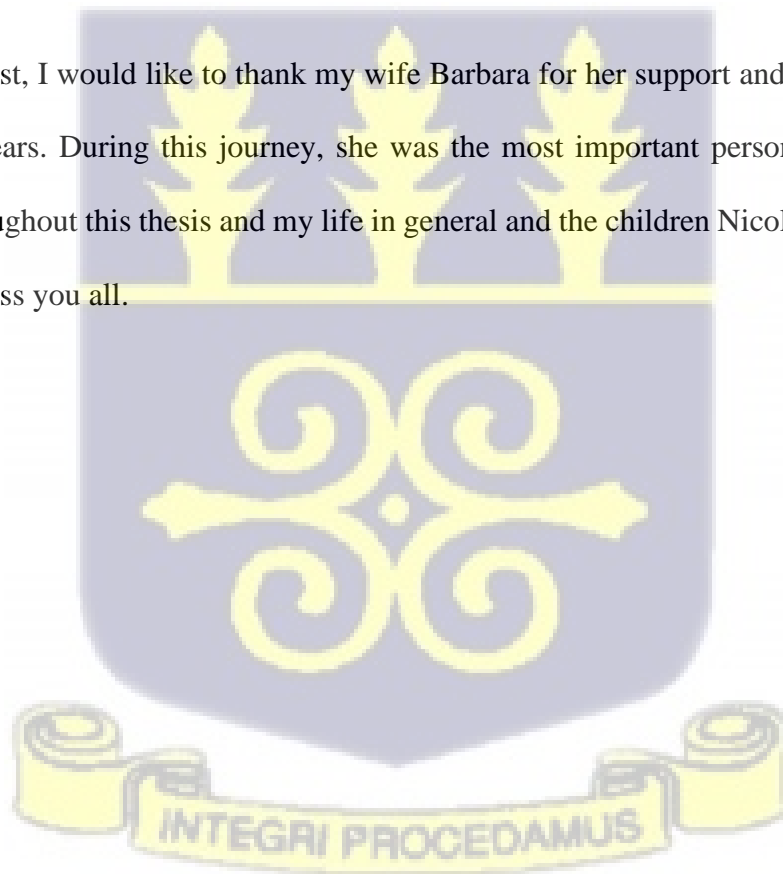 st, I would like to thank my wife Barbara for her support and
ears. During this journey, she was the most important person
ughout this thesis and my life in general and the children Nicol
ss you all.
INTEGRI PROCEDAMUS